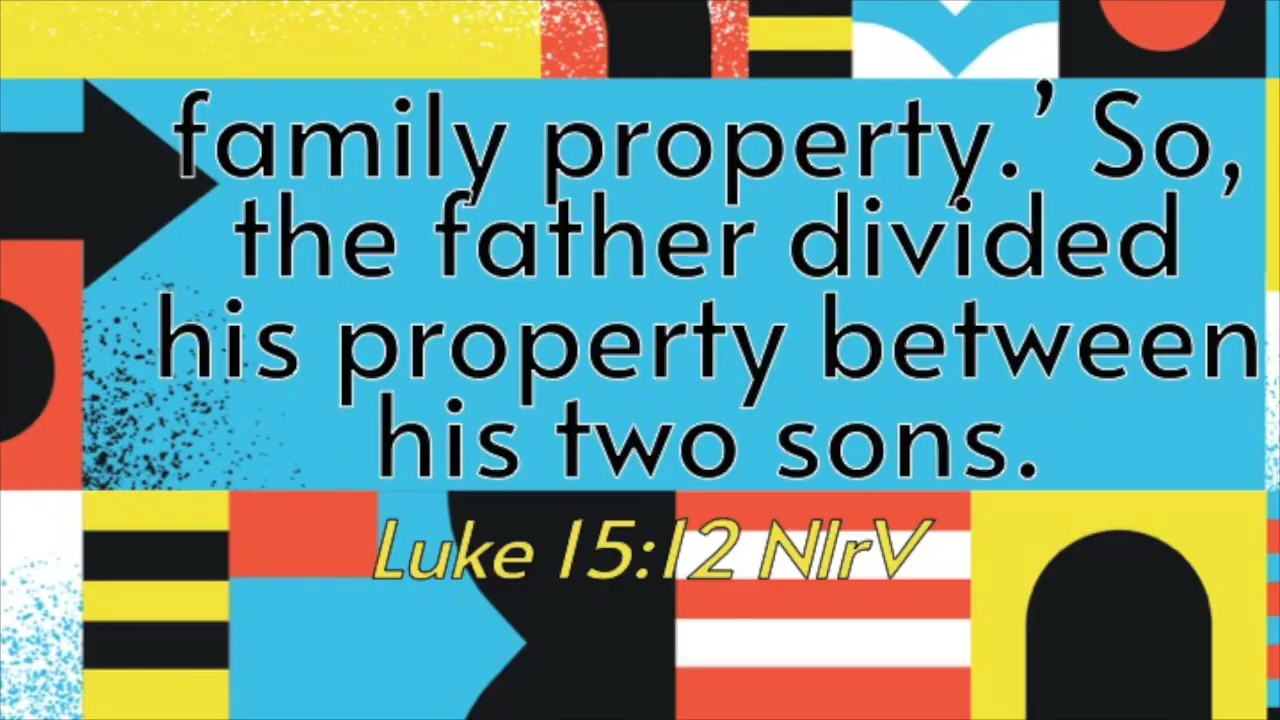 family property.’ So,
the father divided
his property between
his two sons.
Luke 15:12 NIrV